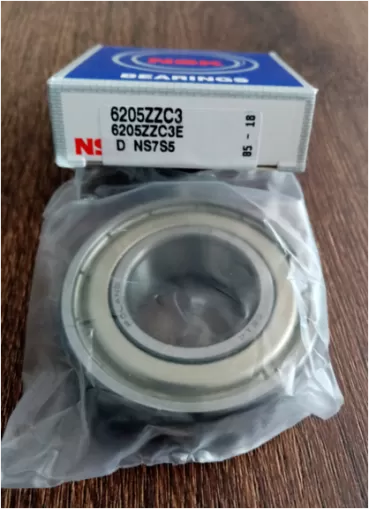 NSK
BEARINGS
6205ZZC3
6205ZZC3E
NS
D NS7S5
85 - 18